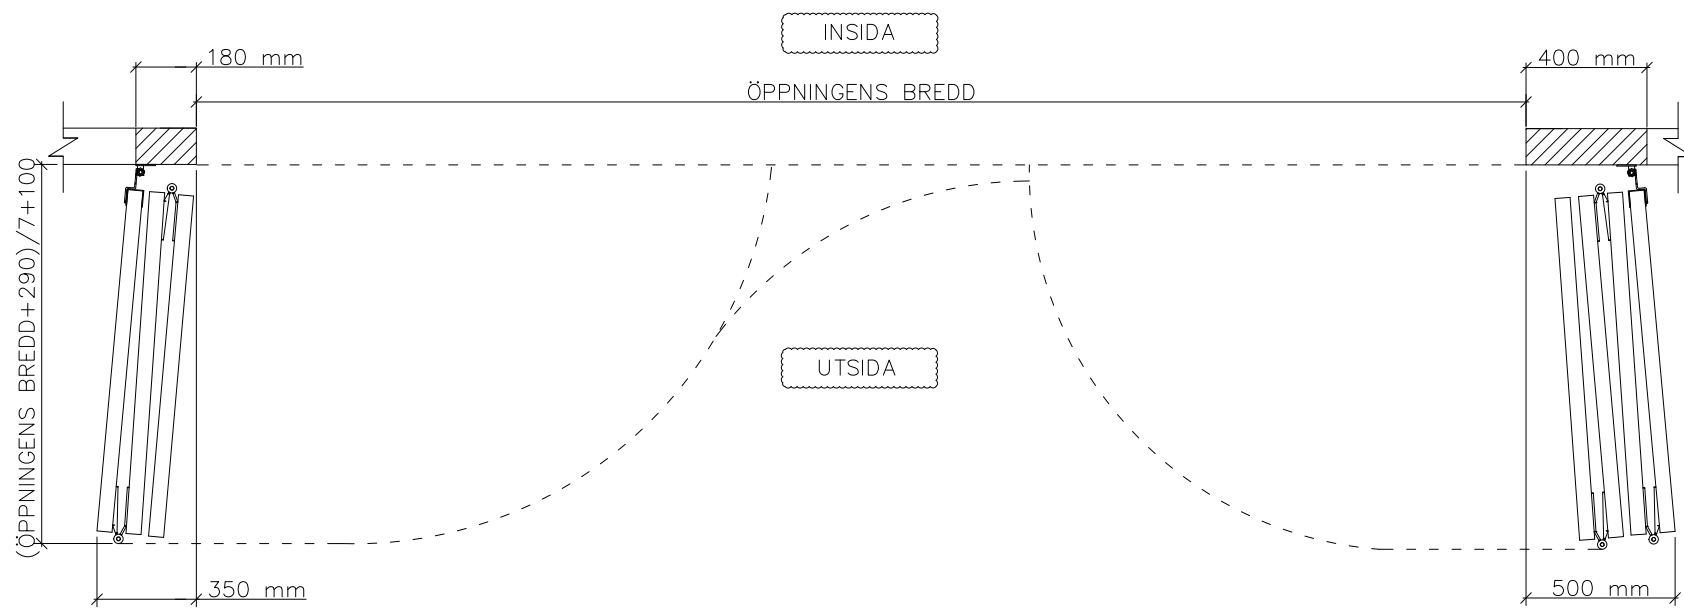 INSIDA
180 mm
400 mm
ÖPPNINGENS BREDD
(ÖPPNINGENS BREDD+290)/7+100
UTSIDA
350 mm
500 mm